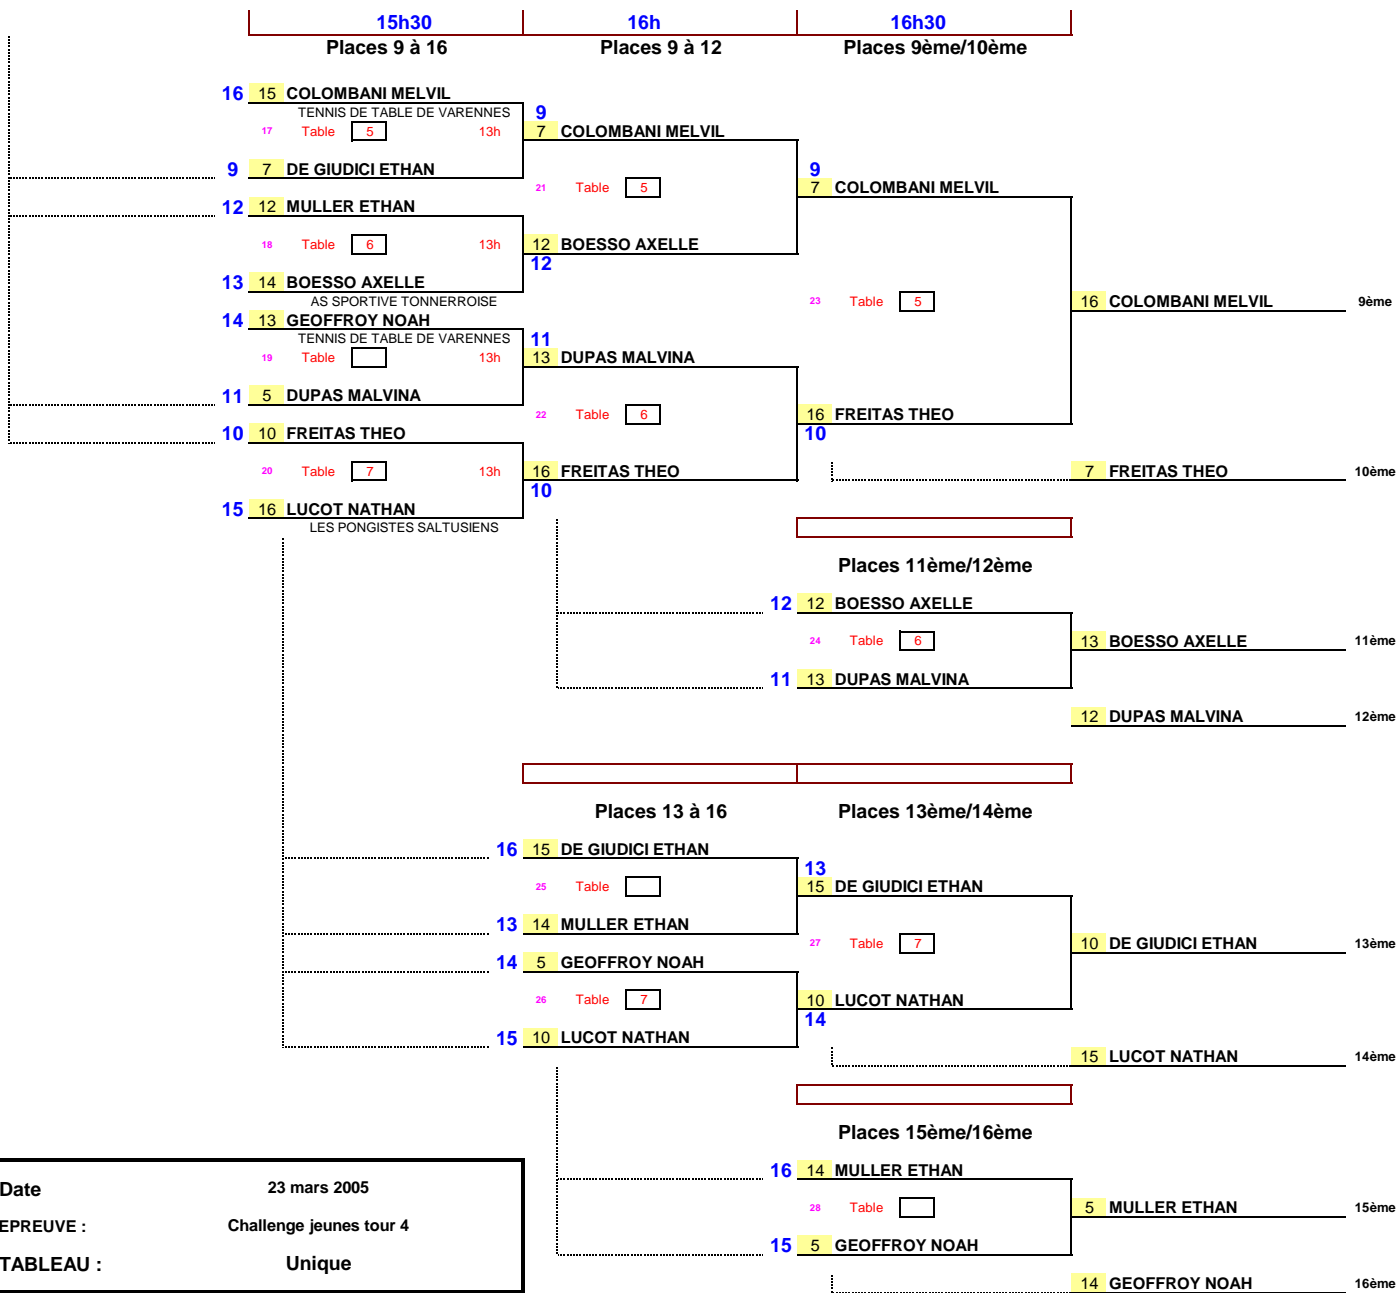 15h30 16h 16h30
Places 9 à 16 Places 9 à 12 Places 9ème/10ème
16 15 COLOMBANI MELVIL
TENNIS DE TABLE DE VARENNES 9
17 Table 5 13h 7 COLOMBANI MELVIL
9 7 DE GIUDICI ETHAN 9
21 Table 5 7 COLOMBANI MELVIL
12 12 MULLER ETHAN
18 Table 6 13h 12 BOESSO AXELLE
12
13 14 BOESSO AXELLE
AS SPORTIVE TONNERROISE 23 Table 5 16 COLOMBANI MELVIL 9ème
14 13 GEOFFROY NOAH
TENNIS DE TABLE DE VARENNES 11
19 Table 13h 13 DUPAS MALVINA
11 5 DUPAS MALVINA
22 Table 6 16 FREITAS THEO
10 10 FREITAS THEO 10
20 Table 7 13h 16 FREITAS THEO 7 FREITAS THEO 10ème
10
15 16 LUCOT NATHAN
LES PONGISTES SALTUSIENS
Places 11ème/12ème
12 12 BOESSO AXELLE
24 Table 6 13 BOESSO AXELLE 11ème
11 13 DUPAS MALVINA
12 DUPAS MALVINA 12ème
Places 13 à 16 Places 13ème/14ème
16 15 DE GIUDICI ETHAN
13
25 Table 15 DE GIUDICI ETHAN
13 14 MULLER ETHAN
27 Table 7 10 DE GIUDICI ETHAN 13ème
14 5 GEOFFROY NOAH
26 Table 7 10 LUCOT NATHAN
14
15 10 LUCOT NATHAN
15 LUCOT NATHAN 14ème
Places 15ème/16ème
16 14 MULLER ETHAN
Date 23 mars 2005
28 Table 5 MULLER ETHAN 15ème
EPREUVE : Challenge jeunes tour 4
15 5 GEOFFROY NOAH
TABLEAU : Unique
14 GEOFFROY NOAH 16ème